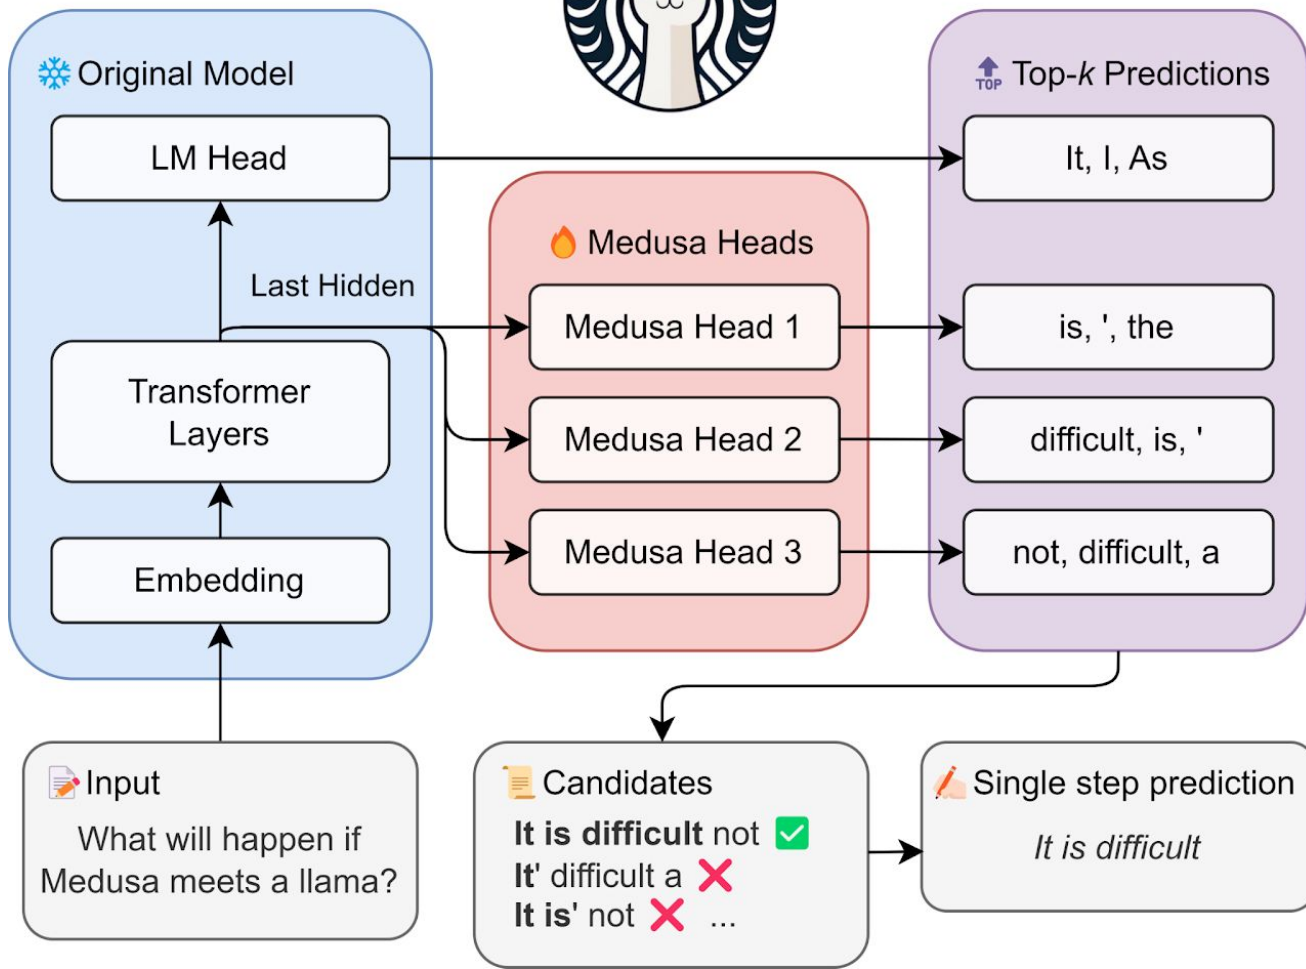 Original Model
LM Head
Last Hidden
Transformer
Layers
Embedding
Medusa Heads
Medusa Head 1
Medusa Head 2
Medusa Head 3
TOP
Top-k Predictions
It, I, As
is, ', the
difficult, is, '
not, difficult, a
Input
What will happen if
Medusa meets a llama?
Candidates
It is difficult not
It' difficult a
It is' not ...
Single step prediction
It is difficult